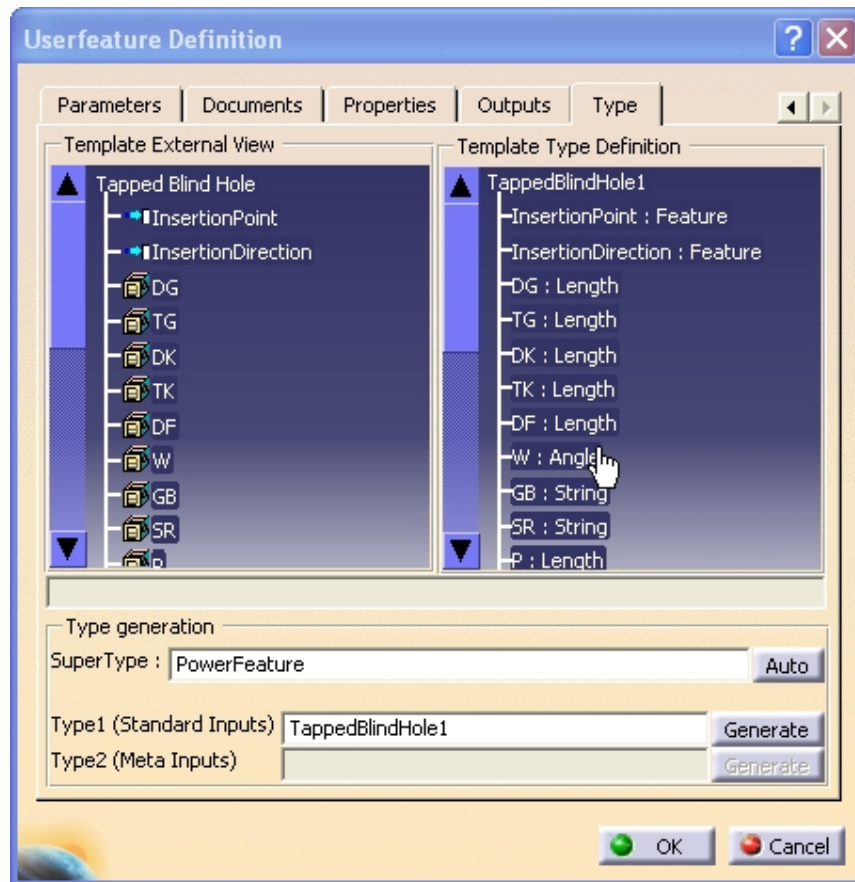 Userfeature Definition
Parameters Documents Properties Outputs Type
Template External View
Tapped Blind Hole
InsertionPoint
InsertionDirection
DG
TG
DK
TK
DF
W
GB
SR
P
Template Type Definition
TappedBlindHole1
InsertionPoint : Feature
InsertionDirection : Feature
DG : Length
TG : Length
DK : Length
TK : Length
DF : Length
W : Angle
GB : String
SR : String
P : Length
Type generation
SuperType : PowerFeature Auto
Type1 (Standard Inputs) TappedBlindHole1 Generate
Type2 (Meta Inputs) Generate
OK Cancel